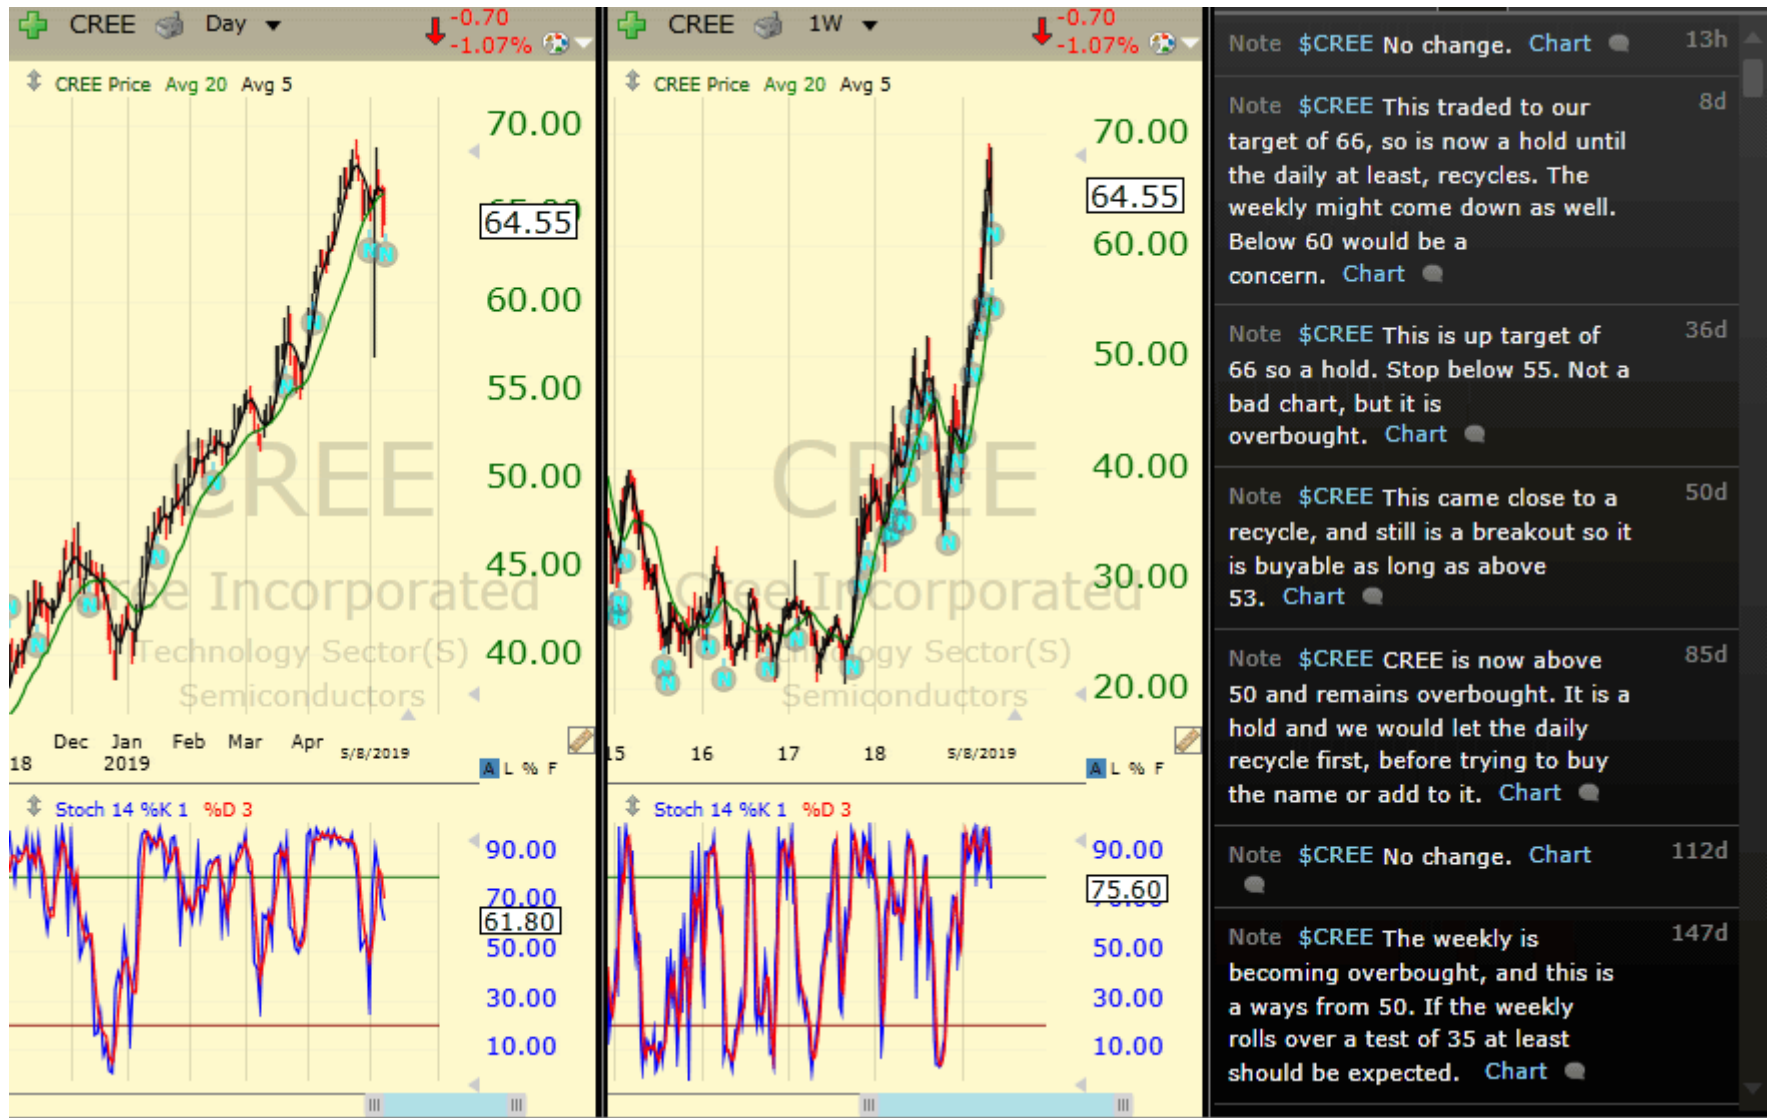 CREE Day
-0.70
-1.07%
CREE Price Avg 20 Avg 5
70.00
64.55
60.00
55.00
50.00
45.00
40.00
CREE
Cree Incorporated
Technology Sector(S)
Semiconductors
Dec Jan Feb Mar Apr 5/8/2019
18 2019
A L % F
Stoch 14 %K 1 %D 3
90.00
70.00
61.80
50.00
30.00
10.00
CREE 1W
-0.70
-1.07%
CREE Price Avg 20 Avg 5
70.00
64.55
60.00
50.00
40.00
30.00
20.00
CREE
Cree Incorporated
Technology Sector(S)
Semiconductors
15 16 17 18 5/8/2019
A L % F
Stoch 14 %K 1 %D 3
90.00
75.60
50.00
30.00
10.00
Note $CREE No change. Chart 13h
Note $CREE This traded to our 8d
target of 66, so is now a hold until
the daily at least, recycles. The
weekly might come down as well.
Below 60 would be a
concern. Chart
Note $CREE This is up target of 36d
66 so a hold. Stop below 55. Not a
bad chart, but it is
overbought. Chart
Note $CREE This came close to a 50d
recycle, and still is a breakout so it
is buyable as long as above
53. Chart
Note $CREE CREE is now above 85d
50 and remains overbought. It is a
hold and we would let the daily
recycle first, before trying to buy
the name or add to it. Chart
Note $CREE No change. Chart 112d
Note $CREE The weekly is 147d
becoming overbought, and this is
a ways from 50. If the weekly
rolls over a test of 35 at least
should be expected. Chart